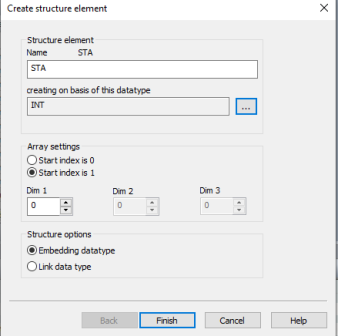 Create structure element
Structure element
Name STA
STA
creating on basis of this datatype
INT
...
Array settings
Start index is 0
Start index is 1
Dim 1 Dim 2 Dim 3
0 0 0
Structure options
Embedding datatype
Link data type
Back Finish Cancel Help